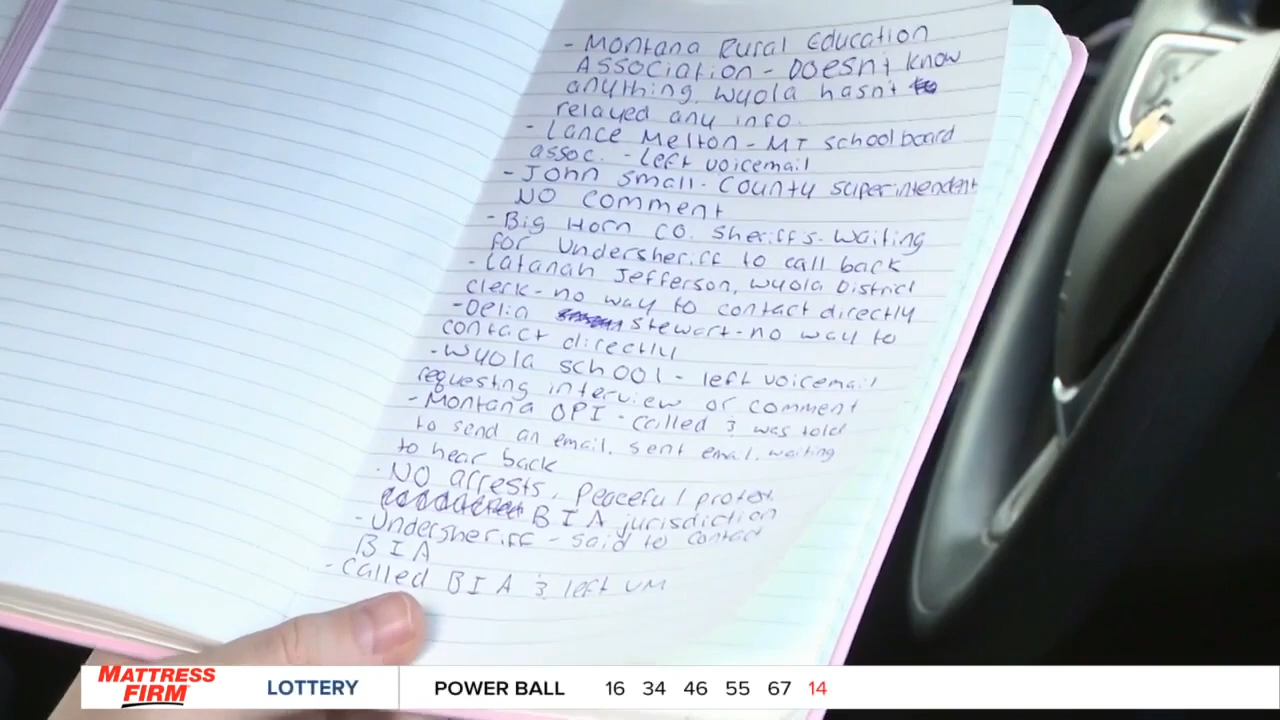 - Montana Rural Education
Association - Doesn't know
anything, Wyola hasn't
relayed any info.
- Lance Melton - MT school board
assoc. - left voicemail
- John Small - County superintendent
NO comment
- Big Horn Co. Sheriff's - waiting
for undersheriff to call back
- Latanah Jefferson, Wyola District
clerk - no way to contact directly
- Delia Stewart - no way to
contact directly
- Wyola school - left voicemail
requesting interview or comment
- Montana OPI - called & was told
to send an email, sent email, waiting
to hear back
- No arrests, peaceful protest,
BIA jurisdiction
- Undersheriff - said to contact
BIA
- called BIA & left VM
MATTRESS
FIRM
LOTTERY
POWER BALL 16 34 46 55 67 14